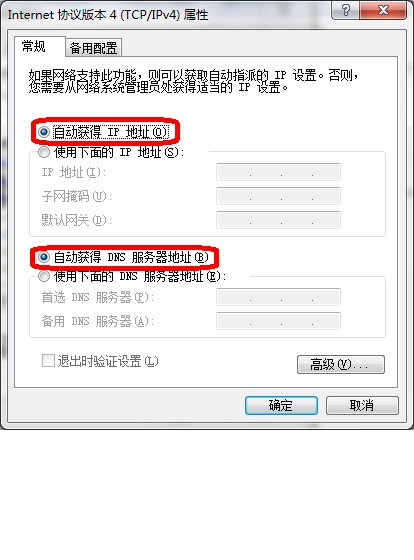 Internet 协议版本 4 (TCP/IPv4) 属性
常规
备用配置
如果网络支持此功能，则可以获取自动指派的 IP 设置。否则，
您需要从网络系统管理员处获得适当的 IP 设置。
自动获得 IP 地址(O)
使用下面的 IP 地址(S):
IP 地址(I):
子网掩码(U):
默认网关(D):
自动获得 DNS 服务器地址(B)
使用下面的 DNS 服务器地址(E):
首选 DNS 服务器(P):
备用 DNS 服务器(A):
退出时验证设置(L)
高级(V)...
确定
取消